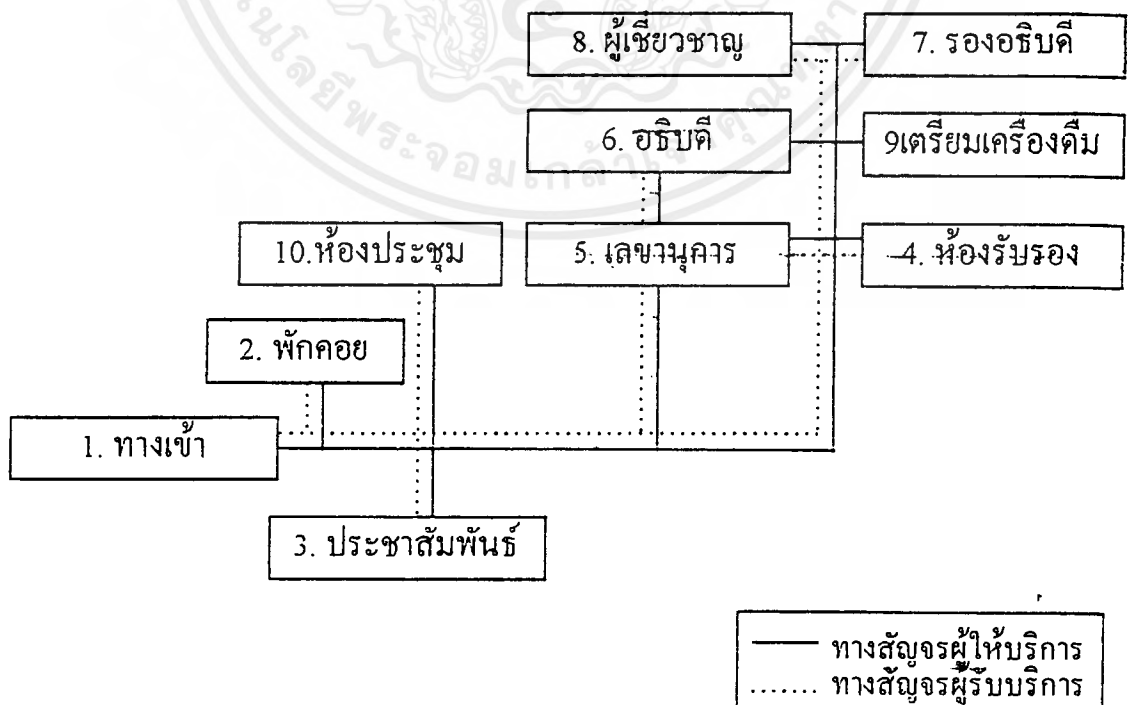 8. ผู้เชี่ยวชาญ
7. รองอธิบดี
6. อธิบดี
9เตรียมเครื่องดื่ม
10.ห้องประชุม
5. เลขานุการ
4. ห้องรับรอง
2. พักคอย
1. ทางเข้า
3. ประชาสัมพันธ์
ทางสัญจรผู้ให้บริการ
ทางสัญจรผู้รับบริการ